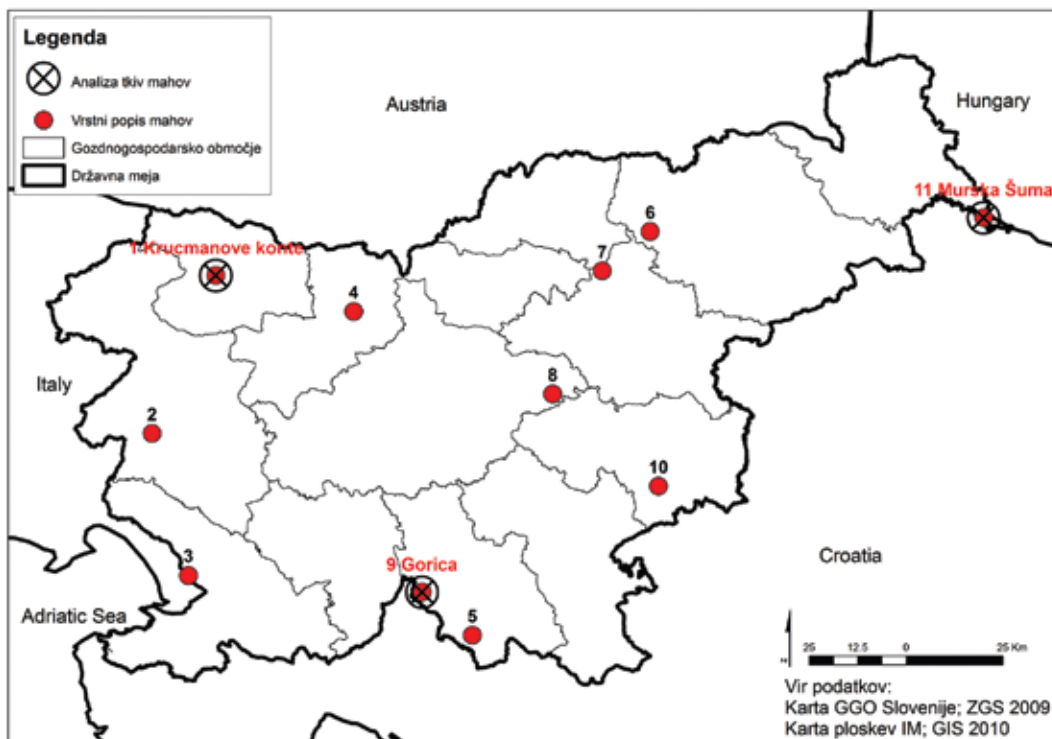 Legenda
Analiza tkiv mahov
Vrstni popis mahov
Gozdnogospodarsko območje
Državna meja
Austria
Hungary
11 Murska Šuma
6
1 Krucmanove konte
7
4
Italy
8
2
10
Croatia
3
9 Gorica
Adriatic Sea
5
N
25 12.5 0 25 Km
Vir podatkov:
Karta GGO Slovenije; ZGS 2009
Karta ploskev IM; GIS 2010